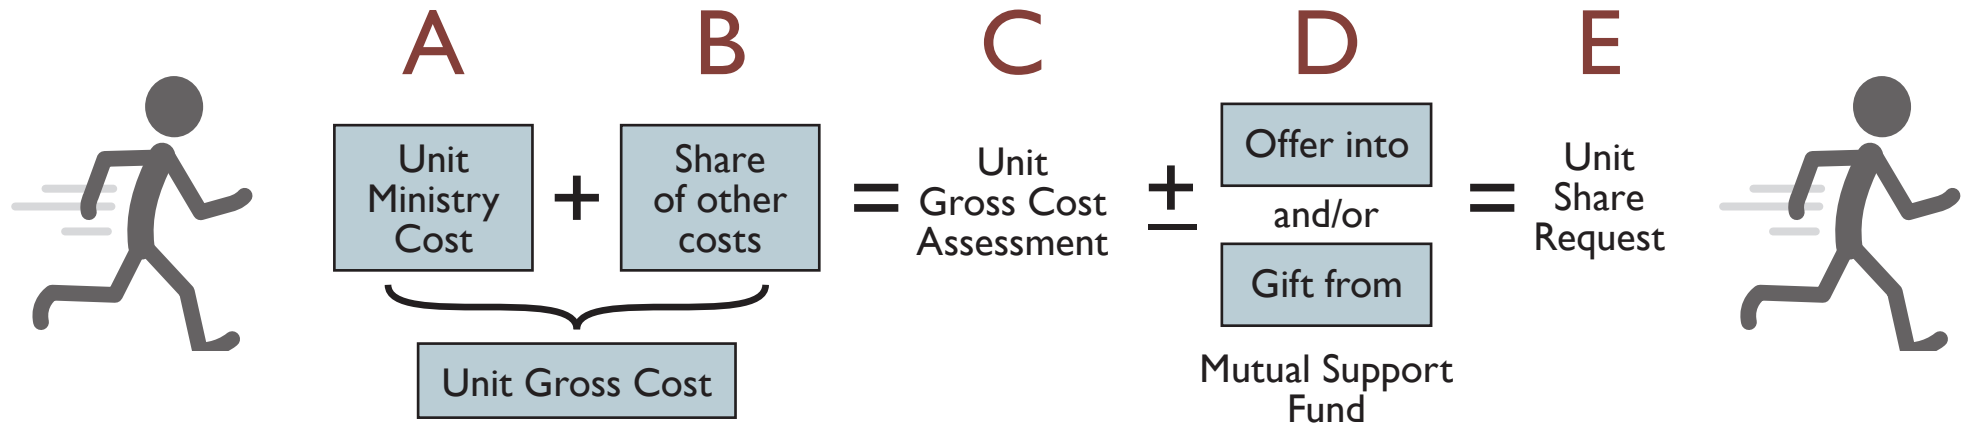 A B C D E
Unit
Ministry
Cost
+
Share
of other
costs
=
Unit
Gross Cost
Assessment
±
Offer into
and/or
Gift from
Mutual Support
Fund
=
Unit
Share
Request
Unit Gross Cost